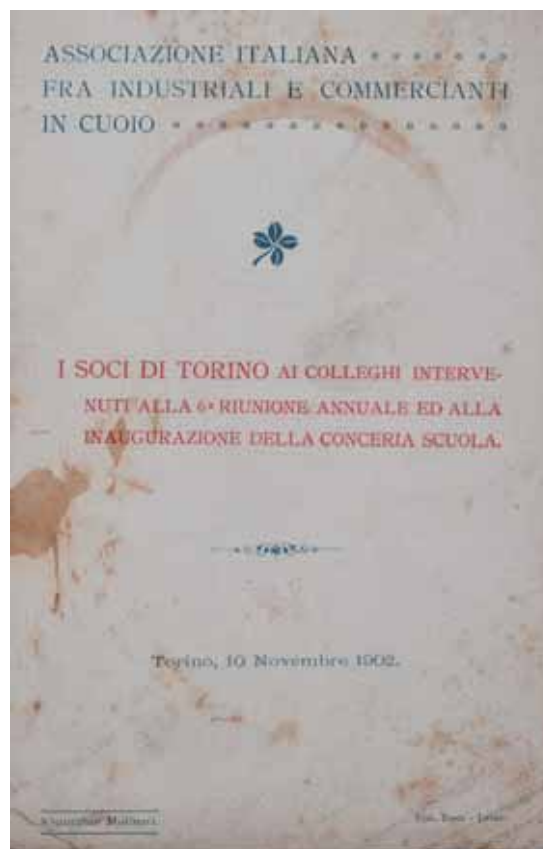 ASSOCIAZIONE ITALIANA
FRA INDUSTRIALI E COMMERCIANTI
IN CUOIO
I SOCI DI TORINO AI COLLEGHI INTERVE-
NUTI ALLA 6ª RIUNIONE ANNUALE ED ALLA
INAUGURAZIONE DELLA CONCERIA SCUOLA.
Torino, 10 Novembre 1902.
Molinari